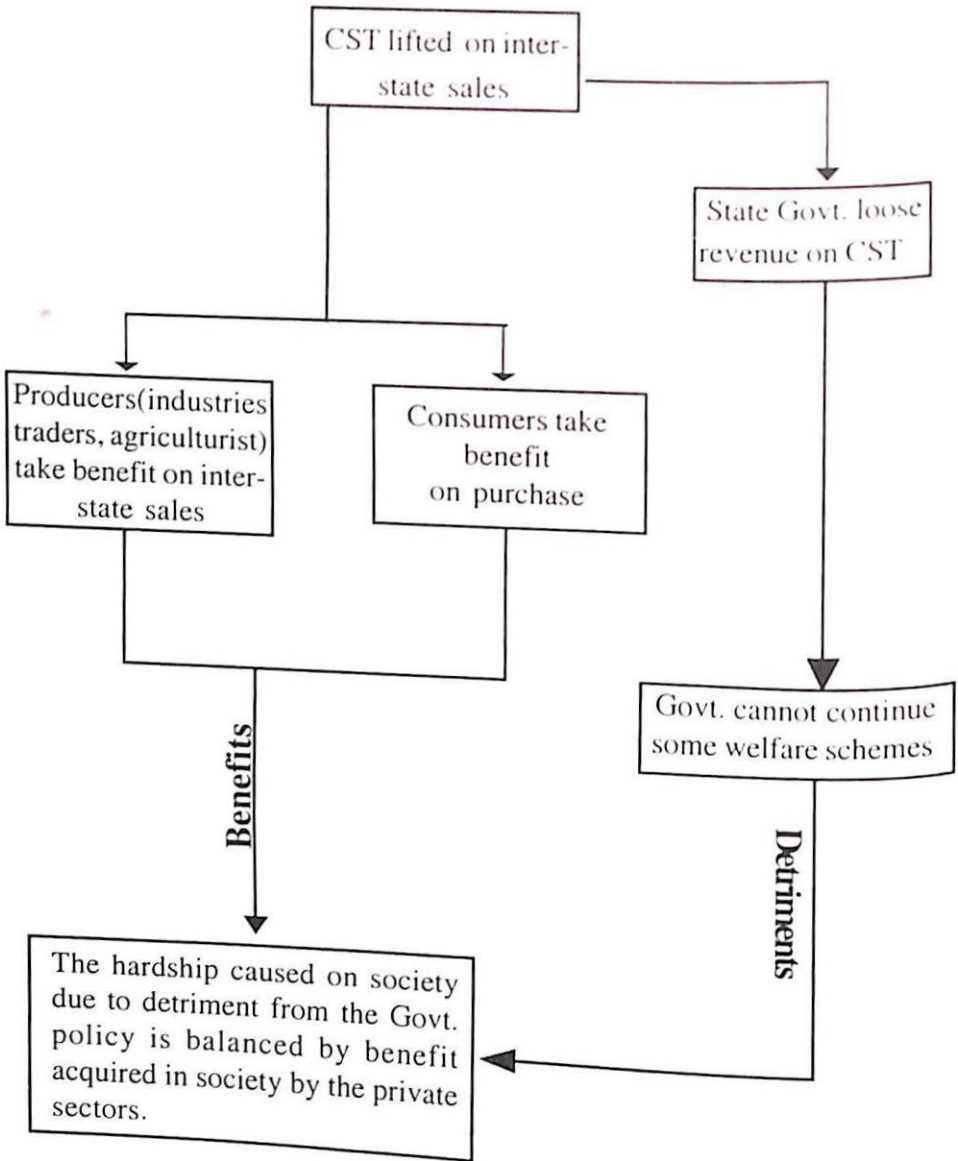 CST lifted on inter-
state sales
State Govt. loose
revenue on CST
Producers(industries
traders, agriculturist)
take benefit on inter-
state sales
Consumers take
benefit
on purchase
Govt. cannot continue
some welfare schemes
Benefits
Detriments
The hardship caused on society
due to detriment from the Govt.
policy is balanced by benefit
acquired in society by the private
sectors.